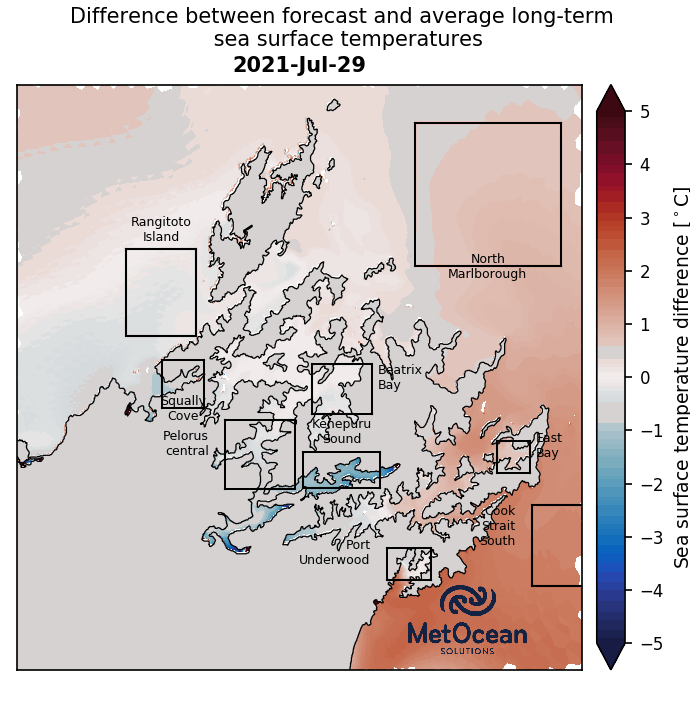 Difference between forecast and average long-term
sea surface temperatures
2021-Jul-29
Rangitoto
Island
North
Marlborough
Beatrix
Bay
Squally
Cove
Kenepuru
Sound
Pelorus
central
East
Bay
Cook
Strait
South
Port
Underwood
MetOcean
SOLUTIONS
5
4
3
2
1
0
−1
−2
−3
−4
−5
Sea surface temperature difference [°C]